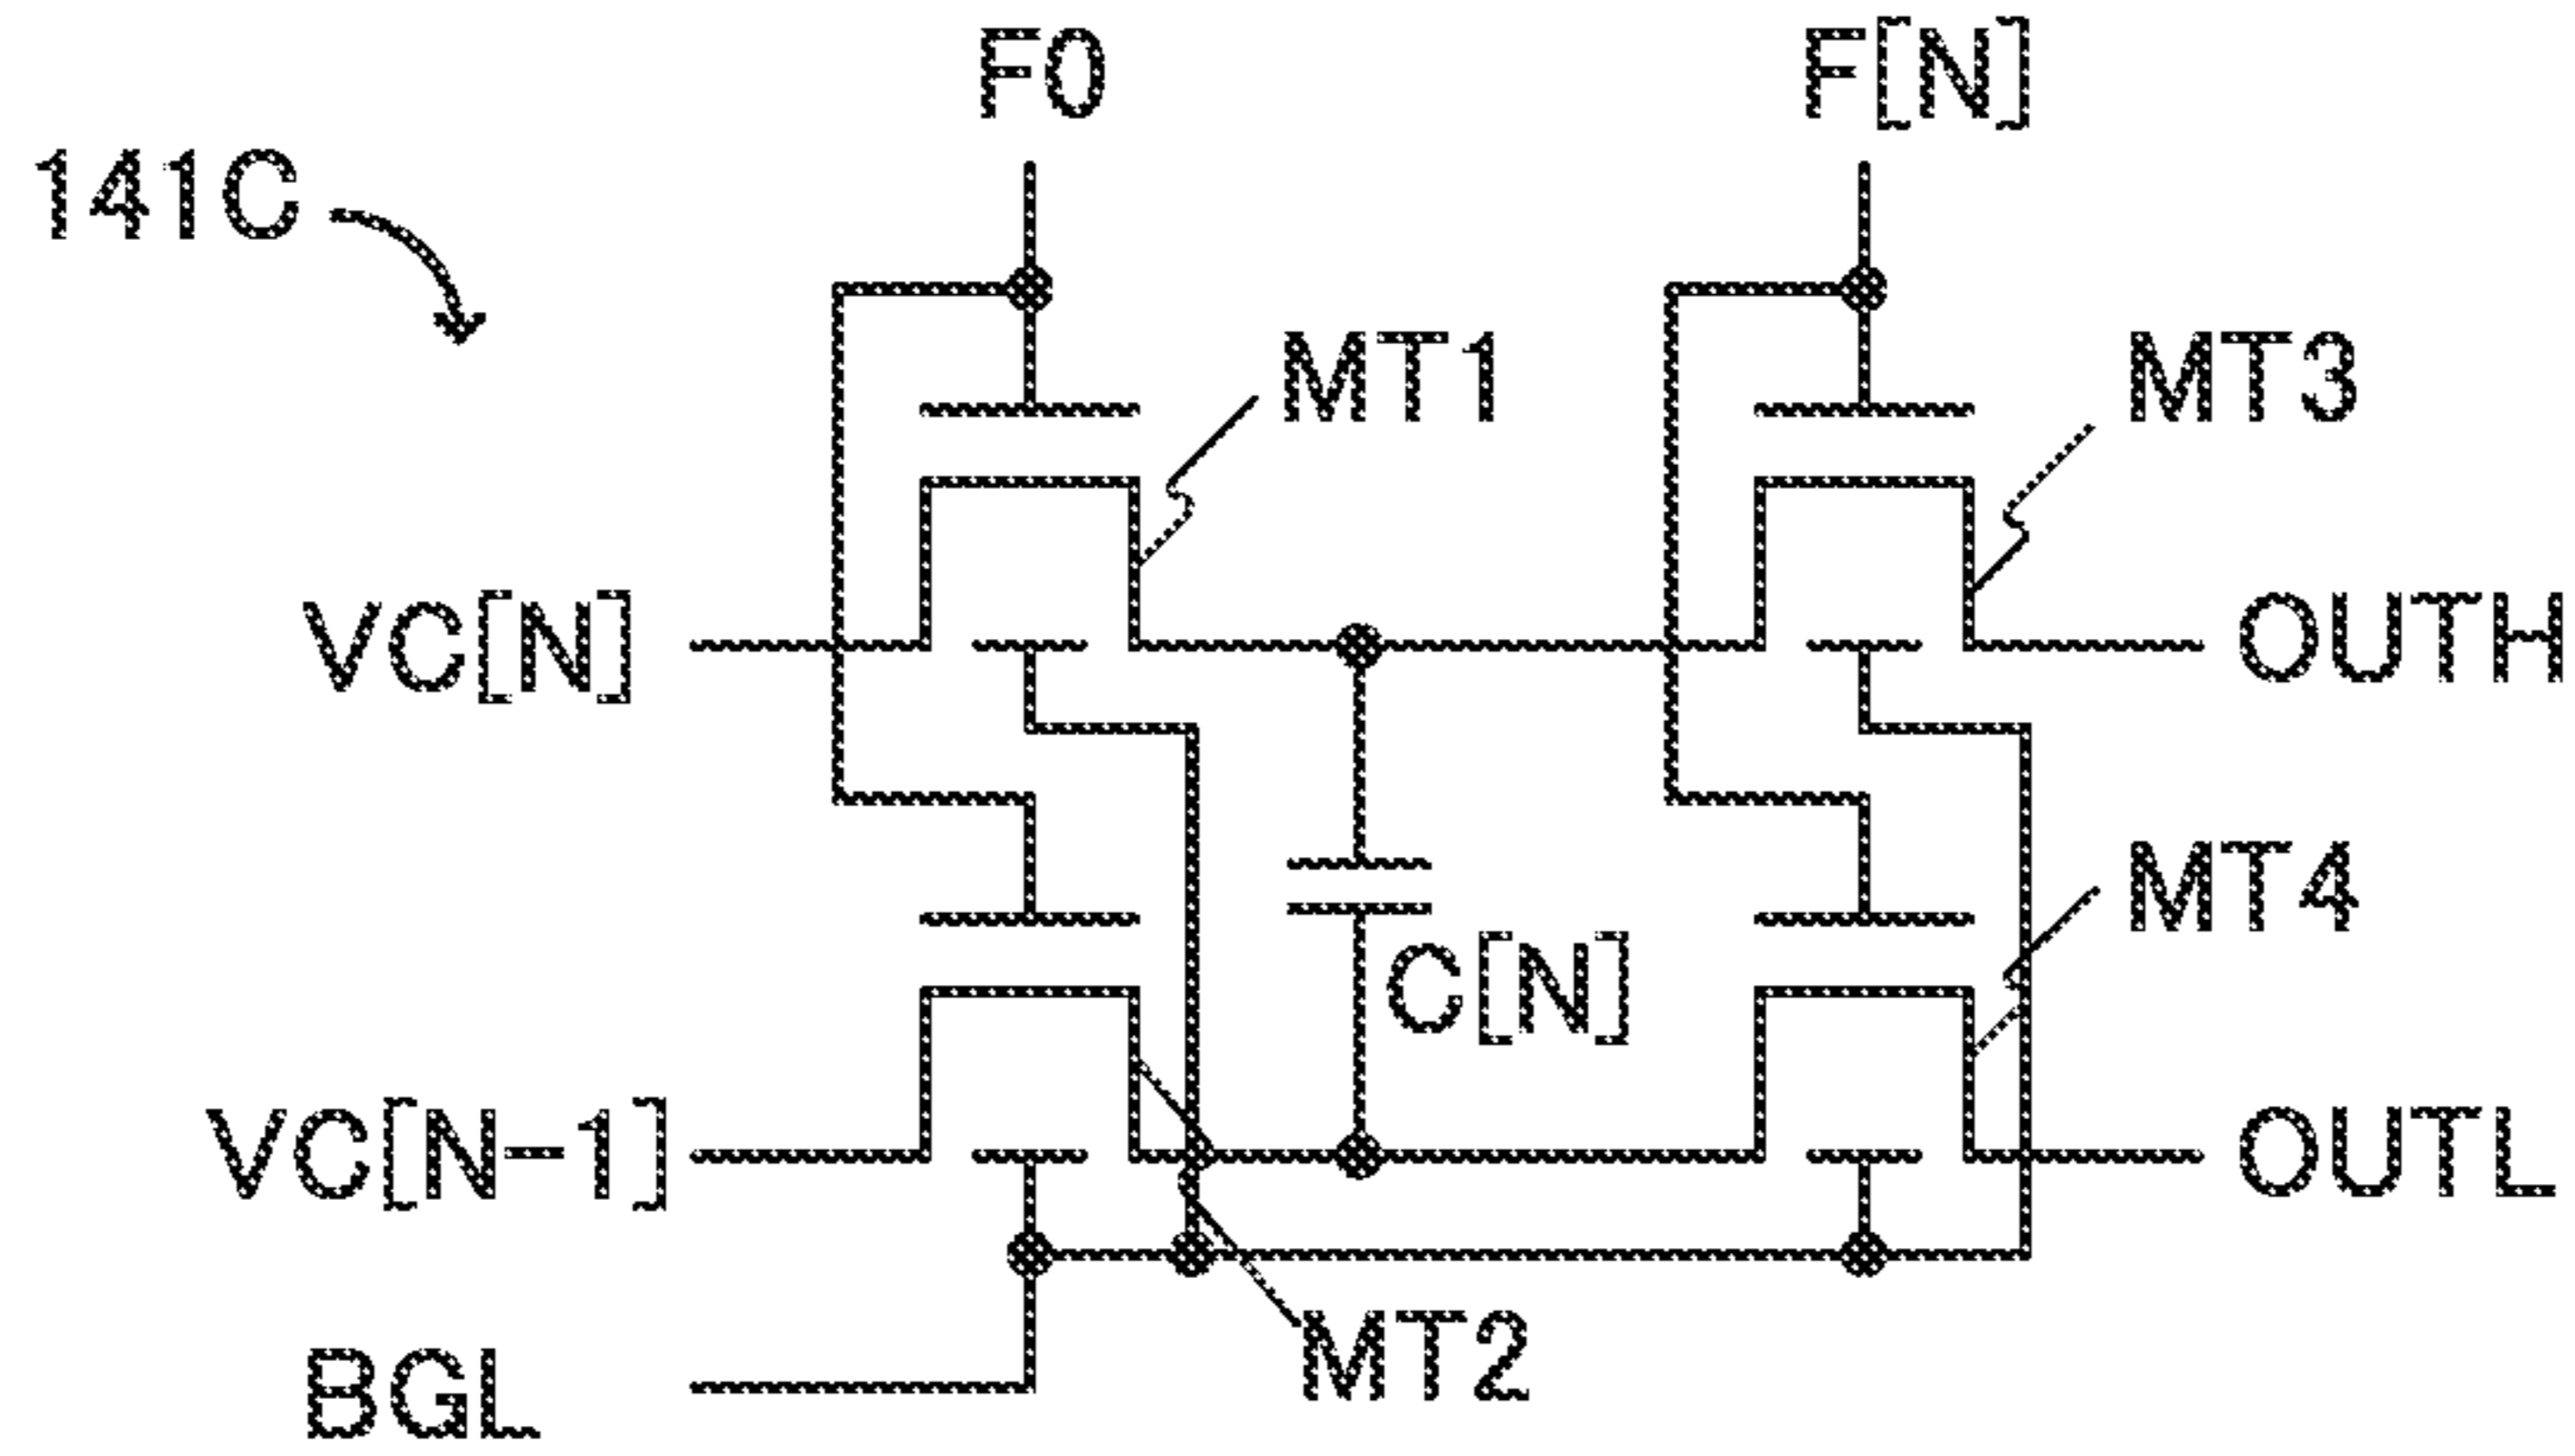 F0
F[N]
141C
MT1
MT3
VC[N]
OUTH
MT4
C[N]
VC[N-1]
OUTL
MT2
BGL